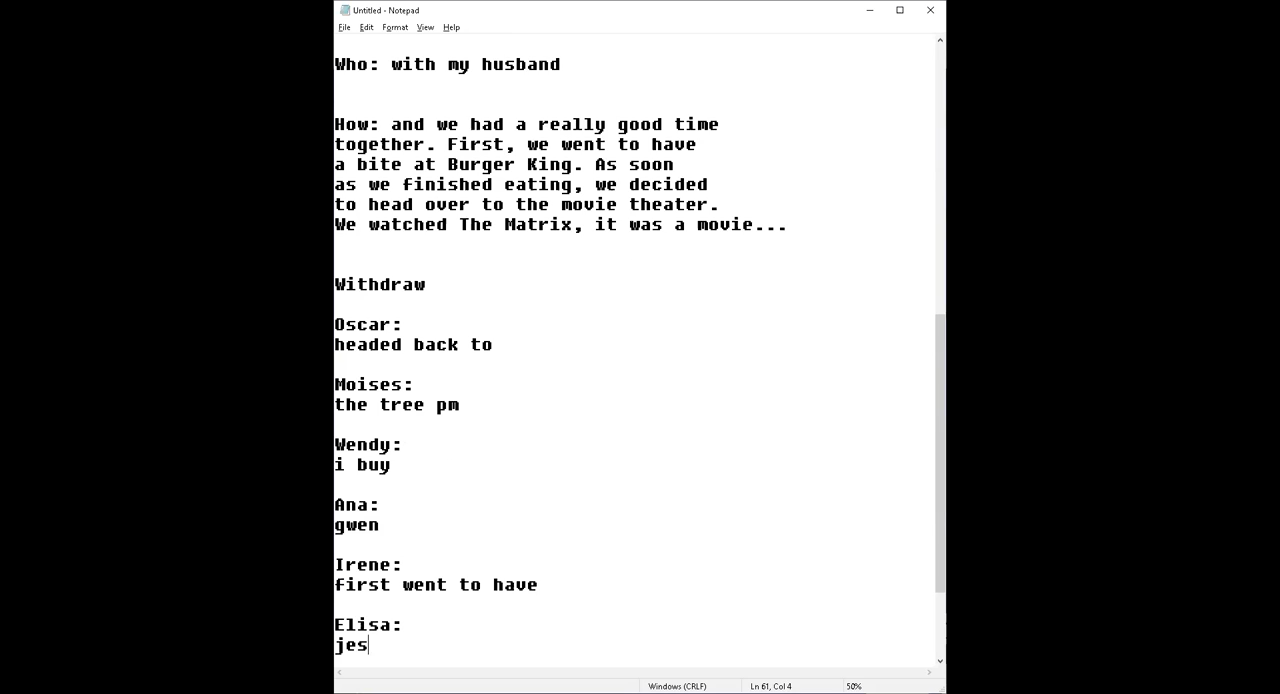 Untitled - Notepad
File Edit Format View Help
Who: with my husband
How: and we had a really good time
together. First, we went to have
a bite at Burger King. As soon
as we finished eating, we decided
to head over to the movie theater.
We watched The Matrix, it was a movie...
Withdraw
Oscar:
headed back to
Moises:
the tree pm
Wendy:
i buy
Ana:
gwen
Irene:
first went to have
Elisa:
jes
Windows (CRLF) Ln 61, Col 4 50%